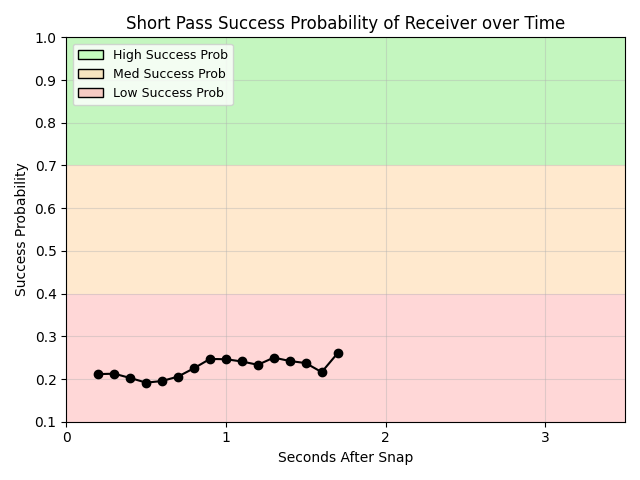 Short Pass Success Probability of Receiver over Time
High Success Prob
Med Success Prob
Low Success Prob
Success Probability
1.0
0.9
0.8
0.7
0.6
0.5
0.4
0.3
0.2
0.1
0 1 2 3
Seconds After Snap